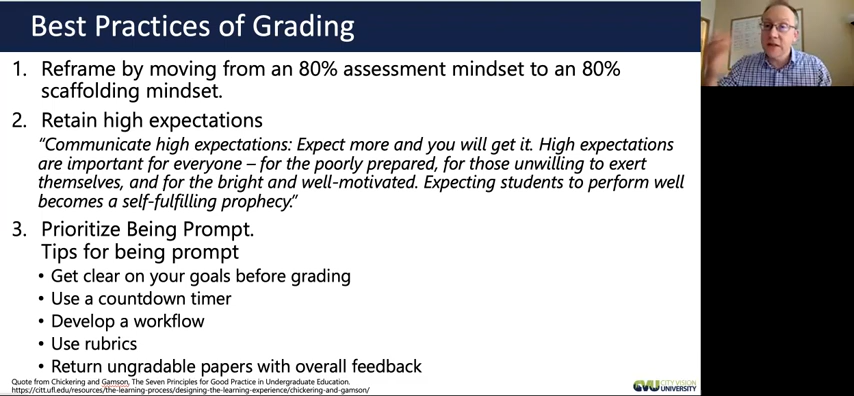 Best Practices of Grading
1. Reframe by moving from an 80% assessment mindset to an 80%
scaffolding mindset.
2. Retain high expectations
“Communicate high expectations: Expect more and you will get it. High expectations
are important for everyone – for the poorly prepared, for those unwilling to exert
themselves, and for the bright and well-motivated. Expecting students to perform well
becomes a self-fulfilling prophecy.”
3. Prioritize Being Prompt.
Tips for being prompt
• Get clear on your goals before grading
• Use a countdown timer
• Develop a workflow
• Use rubrics
• Return ungradable papers with overall feedback
Quote from Chickering and Gamson, The Seven Principles for Good Practice in Undergraduate Education.
https://citt.ufl.edu/resources/the-learning-process/designing-the-learning-experience/chickering-and-gamson/
CVU CITY VISION
UNIVERSITY